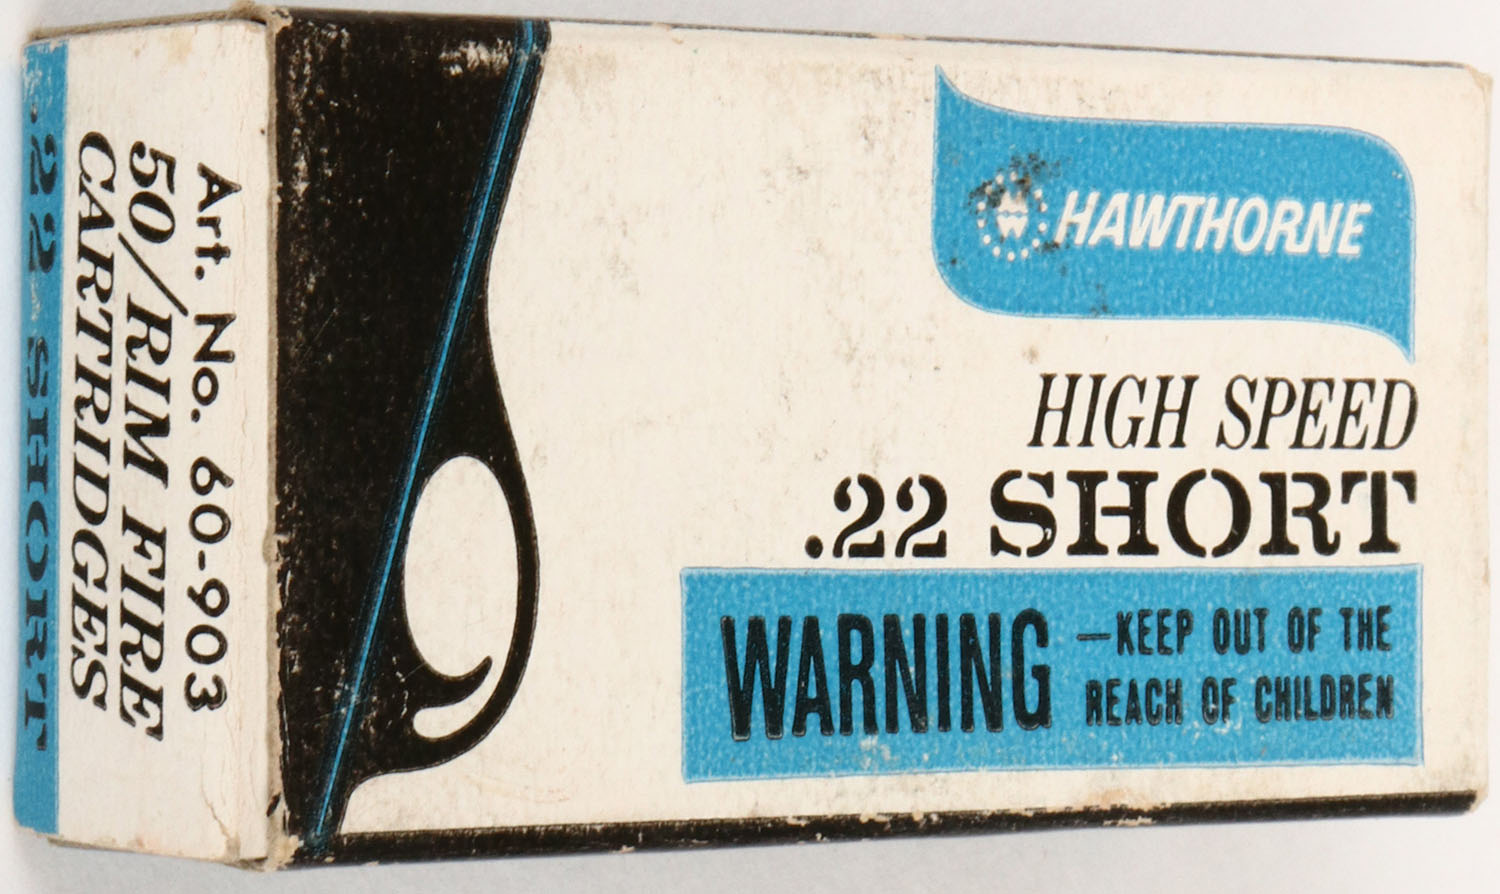 W HAWTHORNE
HIGH SPEED
.22 SHORT
WARNING —KEEP OUT OF THE
REACH OF CHILDREN
Art. No. 60-903
50/RIM FIRE
CARTRIDGES
.22 SHORT